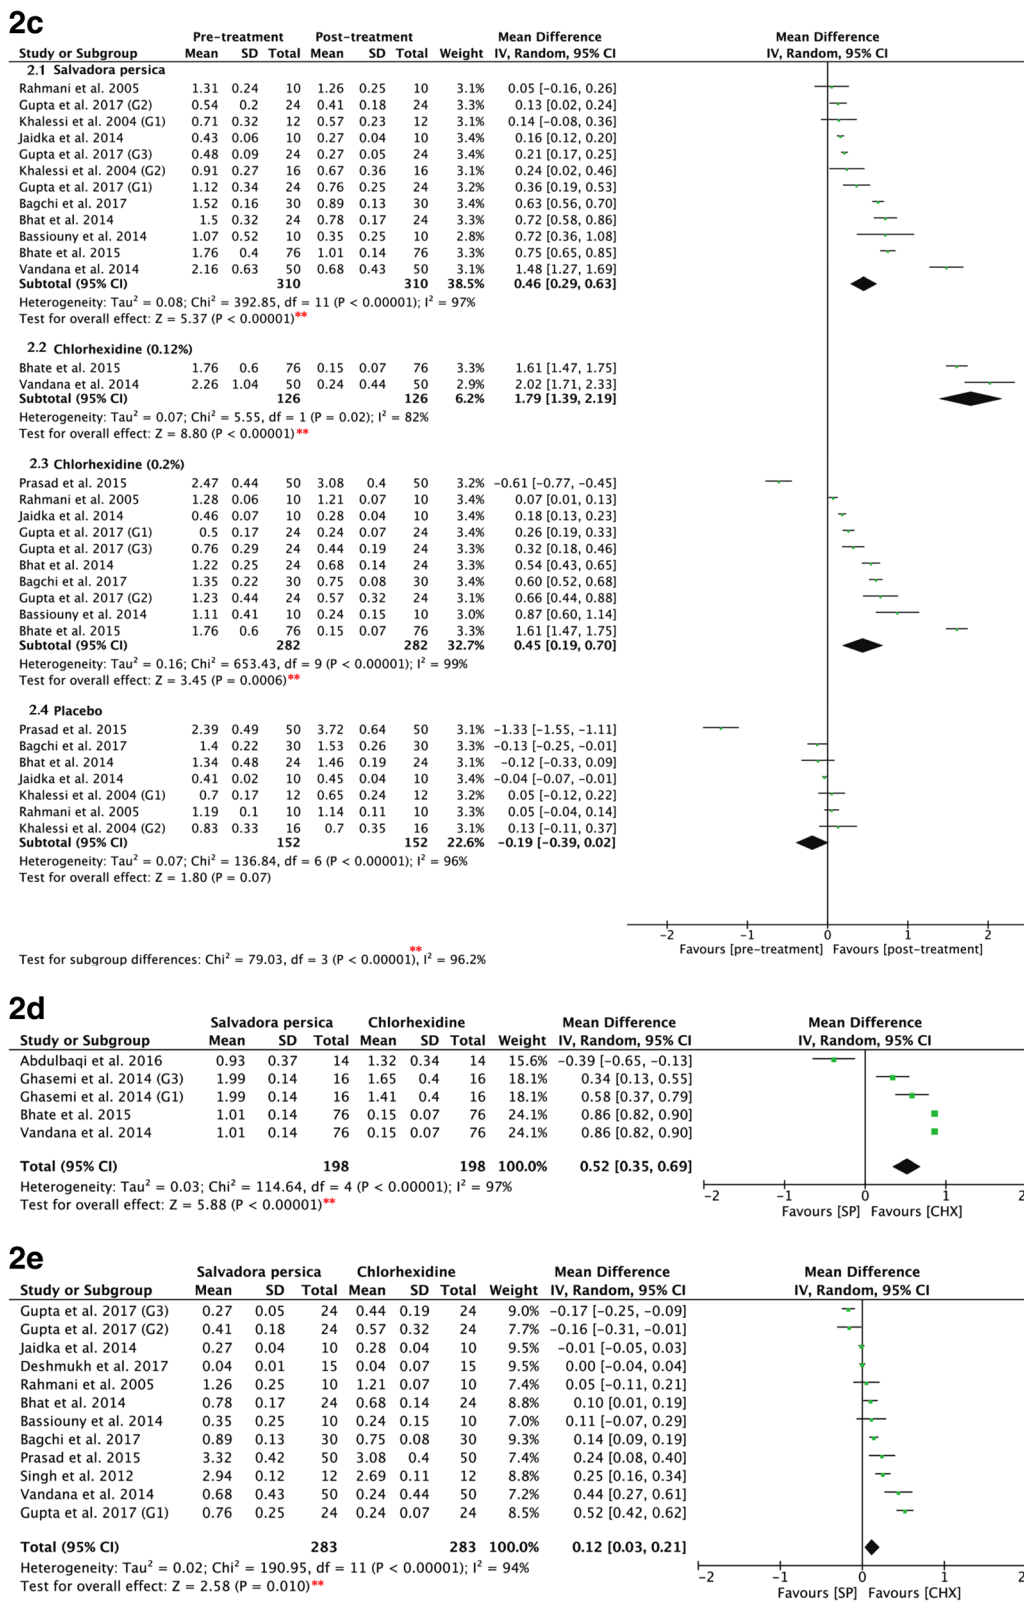 2c
Pre-treatment Post-treatment Mean Difference Mean Difference
Study or Subgroup Mean SD Total Mean SD Total Weight IV, Random, 95% CI IV, Random, 95% CI
2.1 Salvadora persica
Rahmani et al. 2005 1.31 0.24 10 1.26 0.25 10 3.1% 0.05 [-0.16, 0.26]
Gupta et al. 2017 (G2) 0.54 0.2 24 0.41 0.18 24 3.4% 0.13 [0.02, 0.24]
Khalessi et al. 2004 (G1) 0.71 0.32 12 0.57 0.23 12 3.1% 0.14 [-0.08, 0.36]
Jaidka et al. 2014 0.43 0.06 10 0.27 0.04 10 3.4% 0.16 [0.12, 0.20]
Gupta et al. 2017 (G3) 0.48 0.09 24 0.27 0.05 24 3.4% 0.21 [0.17, 0.25]
Khalessi et al. 2004 (G2) 0.91 0.27 16 0.67 0.36 16 3.1% 0.24 [0.02, 0.46]
Gupta et al. 2017 (G1) 1.12 0.34 24 0.76 0.25 24 3.2% 0.36 [0.19, 0.53]
Bagchi et al. 2017 1.52 0.16 30 0.89 0.13 30 3.4% 0.63 [0.56, 0.70]
Bhat et al. 2014 1.5 0.32 24 0.78 0.17 24 3.3% 0.72 [0.58, 0.86]
Bassiouny et al. 2014 1.07 0.52 10 0.35 0.25 10 2.8% 0.72 [0.36, 1.08]
Bhate et al. 2015 1.76 0.4 76 1.01 0.14 76 3.3% 0.75 [0.65, 0.85]
Vandana et al. 2014 2.16 0.63 50 0.68 0.43 50 3.1% 1.48 [1.27, 1.69]
Subtotal (95% CI) 310 310 38.5% 0.46 [0.29, 0.63]
Heterogeneity: Tau² = 0.08; Chi² = 392.85, df = 11 (P < 0.00001); I² = 97%
Test for overall effect: Z = 5.37 (P < 0.00001)**
2.2 Chlorhexidine (0.12%)
Bhate et al. 2015 1.76 0.6 76 0.15 0.07 76 3.3% 1.61 [1.47, 1.75]
Vandana et al. 2014 2.26 1.04 50 0.24 0.44 50 2.9% 2.02 [1.71, 2.33]
Subtotal (95% CI) 126 126 6.2% 1.79 [1.39, 2.19]
Heterogeneity: Tau² = 0.07; Chi² = 5.55, df = 1 (P = 0.02); I² = 82%
Test for overall effect: Z = 8.80 (P < 0.00001)**
2.3 Chlorhexidine (0.2%)
Prasad et al. 2015 2.47 0.44 50 3.08 0.4 50 3.2% -0.61 [-0.77, -0.45]
Rahmani et al. 2005 1.28 0.06 10 1.21 0.07 10 3.4% 0.07 [0.01, 0.13]
Jaidka et al. 2014 0.46 0.07 10 0.28 0.04 10 3.4% 0.18 [0.13, 0.23]
Gupta et al. 2017 (G1) 0.5 0.17 24 0.24 0.07 24 3.4% 0.26 [0.19, 0.33]
Gupta et al. 2017 (G3) 0.76 0.29 24 0.44 0.19 24 3.3% 0.32 [0.18, 0.46]
Bhat et al. 2014 1.22 0.25 24 0.68 0.14 24 3.3% 0.54 [0.43, 0.65]
Bagchi et al. 2017 1.35 0.22 30 0.75 0.08 30 3.4% 0.60 [0.52, 0.68]
Gupta et al. 2017 (G2) 1.23 0.44 24 0.57 0.32 24 3.1% 0.66 [0.44, 0.88]
Bassiouny et al. 2014 1.11 0.41 10 0.24 0.15 10 3.0% 0.87 [0.60, 1.14]
Bhate et al. 2015 1.76 0.6 76 0.15 0.07 76 3.3% 1.61 [1.47, 1.75]
Subtotal (95% CI) 282 282 32.7% 0.45 [0.19, 0.70]
Heterogeneity: Tau² = 0.16; Chi² = 653.43, df = 9 (P < 0.00001); I² = 99%
Test for overall effect: Z = 3.45 (P = 0.0006)**
2.4 Placebo
Prasad et al. 2015 2.39 0.49 50 3.72 0.64 50 3.1% -1.33 [-1.55, -1.11]
Bagchi et al. 2017 1.4 0.22 30 1.53 0.26 30 3.4% -0.13 [-0.25, -0.01]
Bhat et al. 2014 1.34 0.48 24 1.46 0.19 24 3.1% -0.12 [-0.33, 0.09]
Jaidka et al. 2014 0.41 0.02 10 0.45 0.04 10 3.4% -0.04 [-0.07, -0.01]
Khalessi et al. 2004 (G1) 0.7 0.17 12 0.65 0.24 12 3.2% 0.05 [-0.12, 0.22]
Rahmani et al. 2005 1.19 0.1 10 1.14 0.11 10 3.4% 0.05 [-0.04, 0.14]
Khalessi et al. 2004 (G2) 0.83 0.33 16 0.7 0.35 16 3.1% 0.13 [-0.11, 0.37]
Subtotal (95% CI) 152 152 22.6% -0.19 [-0.39, 0.02]
Heterogeneity: Tau² = 0.07; Chi² = 136.84, df = 6 (P < 0.00001); I² = 96%
Test for overall effect: Z = 1.80 (P = 0.07)
-2 -1 0 1 2
Favours [pre-treatment] Favours [post-treatment]
Test for subgroup differences: Chi² = 79.03, df = 3 (P < 0.00001), I² = 96.2% **
2d
Salvadora persica Chlorhexidine Mean Difference Mean Difference
Study or Subgroup Mean SD Total Mean SD Total Weight IV, Random, 95% CI IV, Random, 95% CI
Abdulbaqi et al. 2016 0.93 0.37 14 1.32 0.34 14 15.6% -0.39 [-0.65, -0.13]
Ghasemi et al. 2014 (G3) 1.99 0.14 16 1.65 0.4 16 18.1% 0.34 [0.13, 0.55]
Ghasemi et al. 2014 (G1) 1.99 0.14 16 1.41 0.4 16 18.1% 0.58 [0.37, 0.79]
Bhate et al. 2015 1.01 0.14 76 0.15 0.07 76 24.1% 0.86 [0.82, 0.90]
Vandana et al. 2014 1.01 0.14 76 0.15 0.07 76 24.1% 0.86 [0.82, 0.90]
Total (95% CI) 198 198 100.0% 0.52 [0.35, 0.69]
Heterogeneity: Tau² = 0.03; Chi² = 114.64, df = 4 (P < 0.00001); I² = 97%
Test for overall effect: Z = 5.88 (P < 0.00001)**
-2 -1 0 1 2
Favours [SP] Favours [CHX]
2e
Salvadora persica Chlorhexidine Mean Difference Mean Difference
Study or Subgroup Mean SD Total Mean SD Total Weight IV, Random, 95% CI IV, Random, 95% CI
Gupta et al. 2017 (G3) 0.27 0.05 24 0.44 0.19 24 9.0% -0.17 [-0.25, -0.09]
Gupta et al. 2017 (G2) 0.41 0.18 24 0.57 0.32 24 7.7% -0.16 [-0.31, -0.01]
Jaidka et al. 2014 0.27 0.04 10 0.28 0.04 10 9.5% -0.01 [-0.05, 0.03]
Deshmukh et al. 2017 0.04 0.01 15 0.04 0.07 15 9.5% 0.00 [-0.04, 0.04]
Rahmani et al. 2005 1.26 0.25 10 1.21 0.07 10 7.4% 0.05 [-0.11, 0.21]
Bhat et al. 2014 0.78 0.17 24 0.68 0.14 24 8.8% 0.10 [0.01, 0.19]
Bassiouny et al. 2014 0.35 0.25 10 0.24 0.15 10 7.0% 0.11 [-0.07, 0.29]
Bagchi et al. 2017 0.89 0.13 30 0.75 0.08 30 9.3% 0.14 [0.09, 0.19]
Prasad et al. 2015 3.32 0.42 50 3.08 0.4 50 7.4% 0.24 [0.08, 0.40]
Singh et al. 2012 2.94 0.12 12 2.69 0.11 12 8.8% 0.25 [0.16, 0.34]
Vandana et al. 2014 0.68 0.43 50 0.24 0.44 50 7.2% 0.44 [0.27, 0.61]
Gupta et al. 2017 (G1) 0.76 0.25 24 0.24 0.07 24 8.5% 0.52 [0.42, 0.62]
Total (95% CI) 283 283 100.0% 0.12 [0.03, 0.21]
Heterogeneity: Tau² = 0.02; Chi² = 190.95, df = 11 (P < 0.00001); I² = 94%
Test for overall effect: Z = 2.58 (P = 0.010)**
-2 -1 0 1 2
Favours [SP] Favours [CHX]